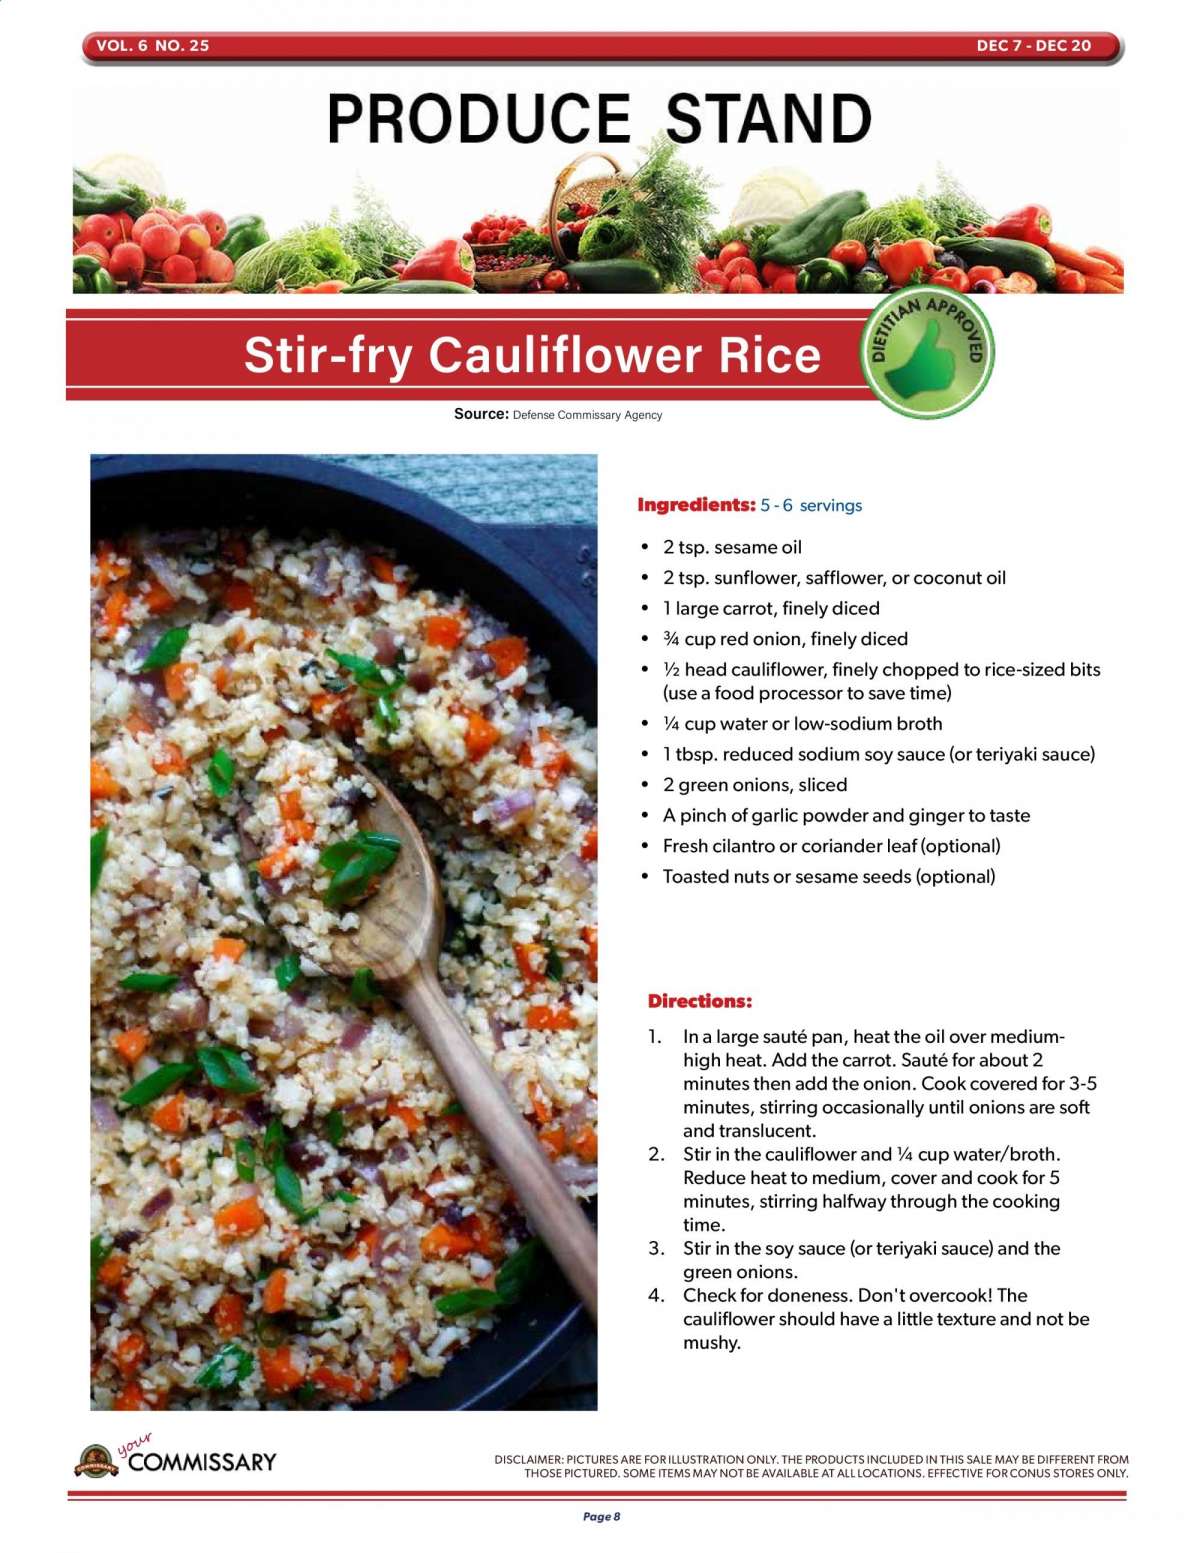 VOL. 6 NO. 25
DEC 7 - DEC 20
PRODUCE STAND
Stir-fry Cauliflower Rice
DIETITIAN APPROVED
Source: Defense Commissary Agency
Ingredients: 5 - 6 servings
• 2 tsp. sesame oil
• 2 tsp. sunflower, safflower, or coconut oil
• 1 large carrot, finely diced
• ¾ cup red onion, finely diced
• ½ head cauliflower, finely chopped to rice-sized bits
(use a food processor to save time)
• ¼ cup water or low-sodium broth
• 1 tbsp. reduced sodium soy sauce (or teriyaki sauce)
• 2 green onions, sliced
• A pinch of garlic powder and ginger to taste
• Fresh cilantro or coriander leaf (optional)
• Toasted nuts or sesame seeds (optional)
Directions:
1. In a large sauté pan, heat the oil over medium-
high heat. Add the carrot. Sauté for about 2
minutes then add the onion. Cook covered for 3-5
minutes, stirring occasionally until onions are soft
and translucent.
2. Stir in the cauliflower and ¼ cup water/broth.
Reduce heat to medium, cover and cook for 5
minutes, stirring halfway through the cooking
time.
3. Stir in the soy sauce (or teriyaki sauce) and the
green onions.
4. Check for doneness. Don't overcook! The
cauliflower should have a little texture and not be
mushy.
your
COMMISSARY
COMMISSARY
DISCLAIMER: PICTURES ARE FOR ILLUSTRATION ONLY. THE PRODUCTS INCLUDED IN THIS SALE MAY BE DIFFERENT FROM
THOSE PICTURED. SOME ITEMS MAY NOT BE AVAILABLE AT ALL LOCATIONS. EFFECTIVE FOR CONUS STORES ONLY.
Page 8